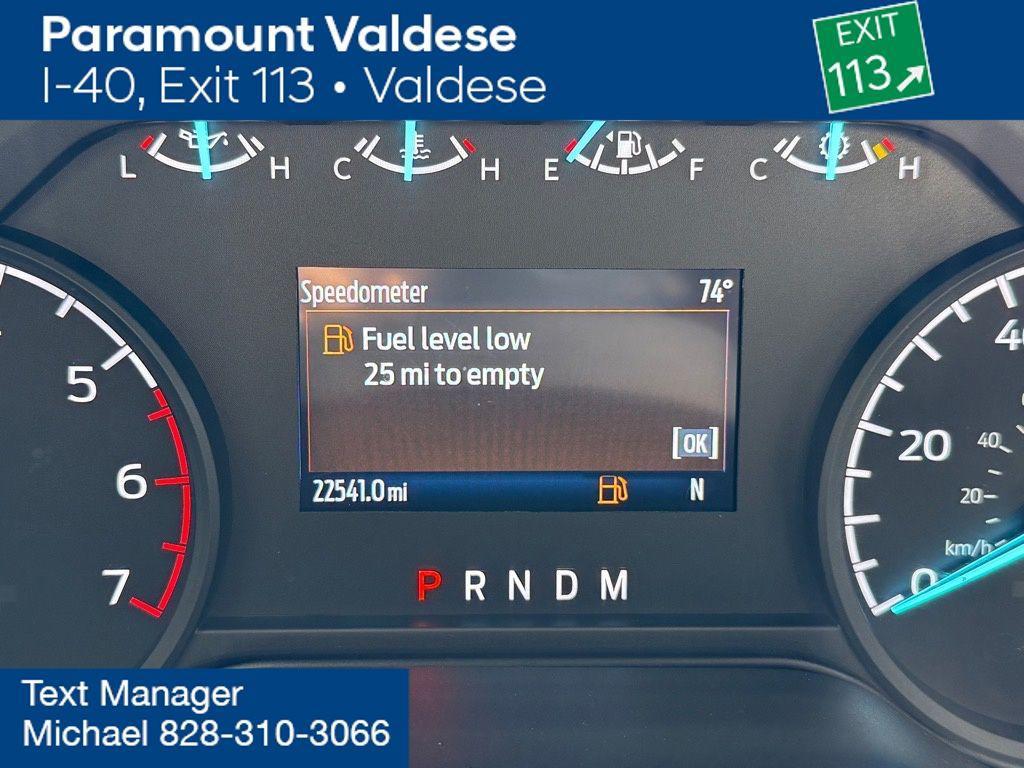 Paramount Valdese
I-40, Exit 113 • Valdese
EXIT
113
L H C H E F C H
Speedometer 74°
Fuel level low
25 mi to empty
[OK]
22541.0 mi N
5
6
7
P R N D M
20
40
20
km/h
0
Text Manager
Michael 828-310-3066